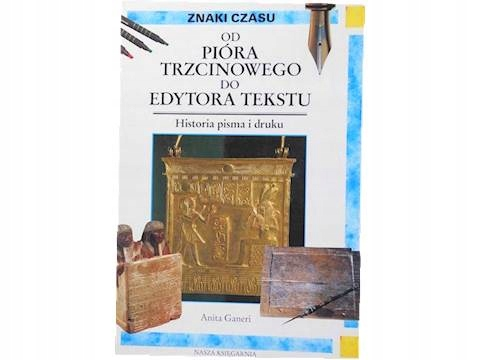 ZNAKI CZASU
OD
PIÓRA
TRZCINOWEGO
DO
EDYTORA TEKSTU
Historia pisma i druku
Anita Ganeri
NASZA KSIĘGARNIA